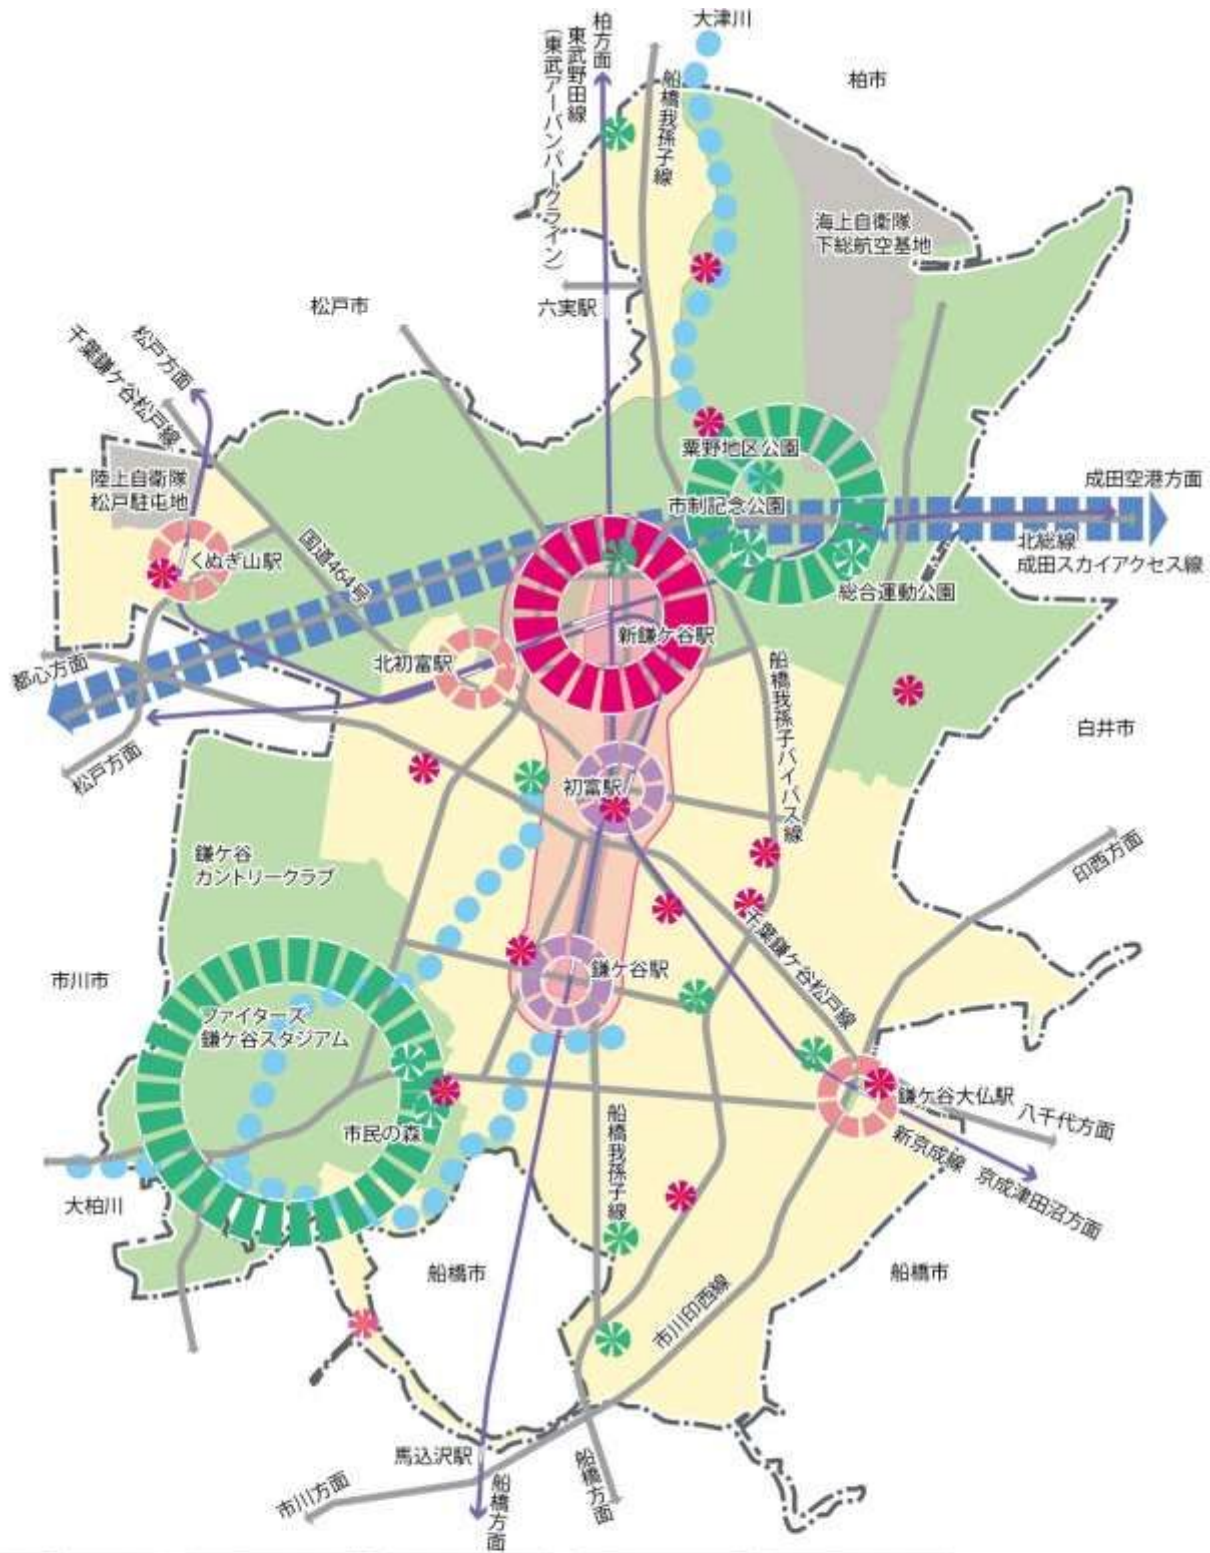 大津川
柏方面
東武野田線
(東武アーバンパークライン)
船橋我孫子線
柏市
海上自衛隊
下総航空基地
松戸市
六実駅
松戸方面
千葉鎌ケ谷松戸線
粟野地区公園
陸上自衛隊
松戸駐屯地
成田空港方面
市制記念公園
北総線
成田スカイアクセス線
くぬぎ山駅
国道464号
総合運動公園
新鎌ケ谷駅
北初富駅
都心方面
船橋我孫子バイパス線
白井市
松戸方面
初富駅
鎌ケ谷
カントリークラブ
印西方面
千葉鎌ケ谷松戸線
鎌ケ谷駅
市川市
ファイターズ
鎌ケ谷スタジアム
鎌ケ谷大仏駅
八千代方面
市民の森
船橋我孫子線
新京成線
京成津田沼方面
大柏川
船橋市
船橋市
市川印西線
馬込沢駅
市川方面
船橋方面
船橋方面